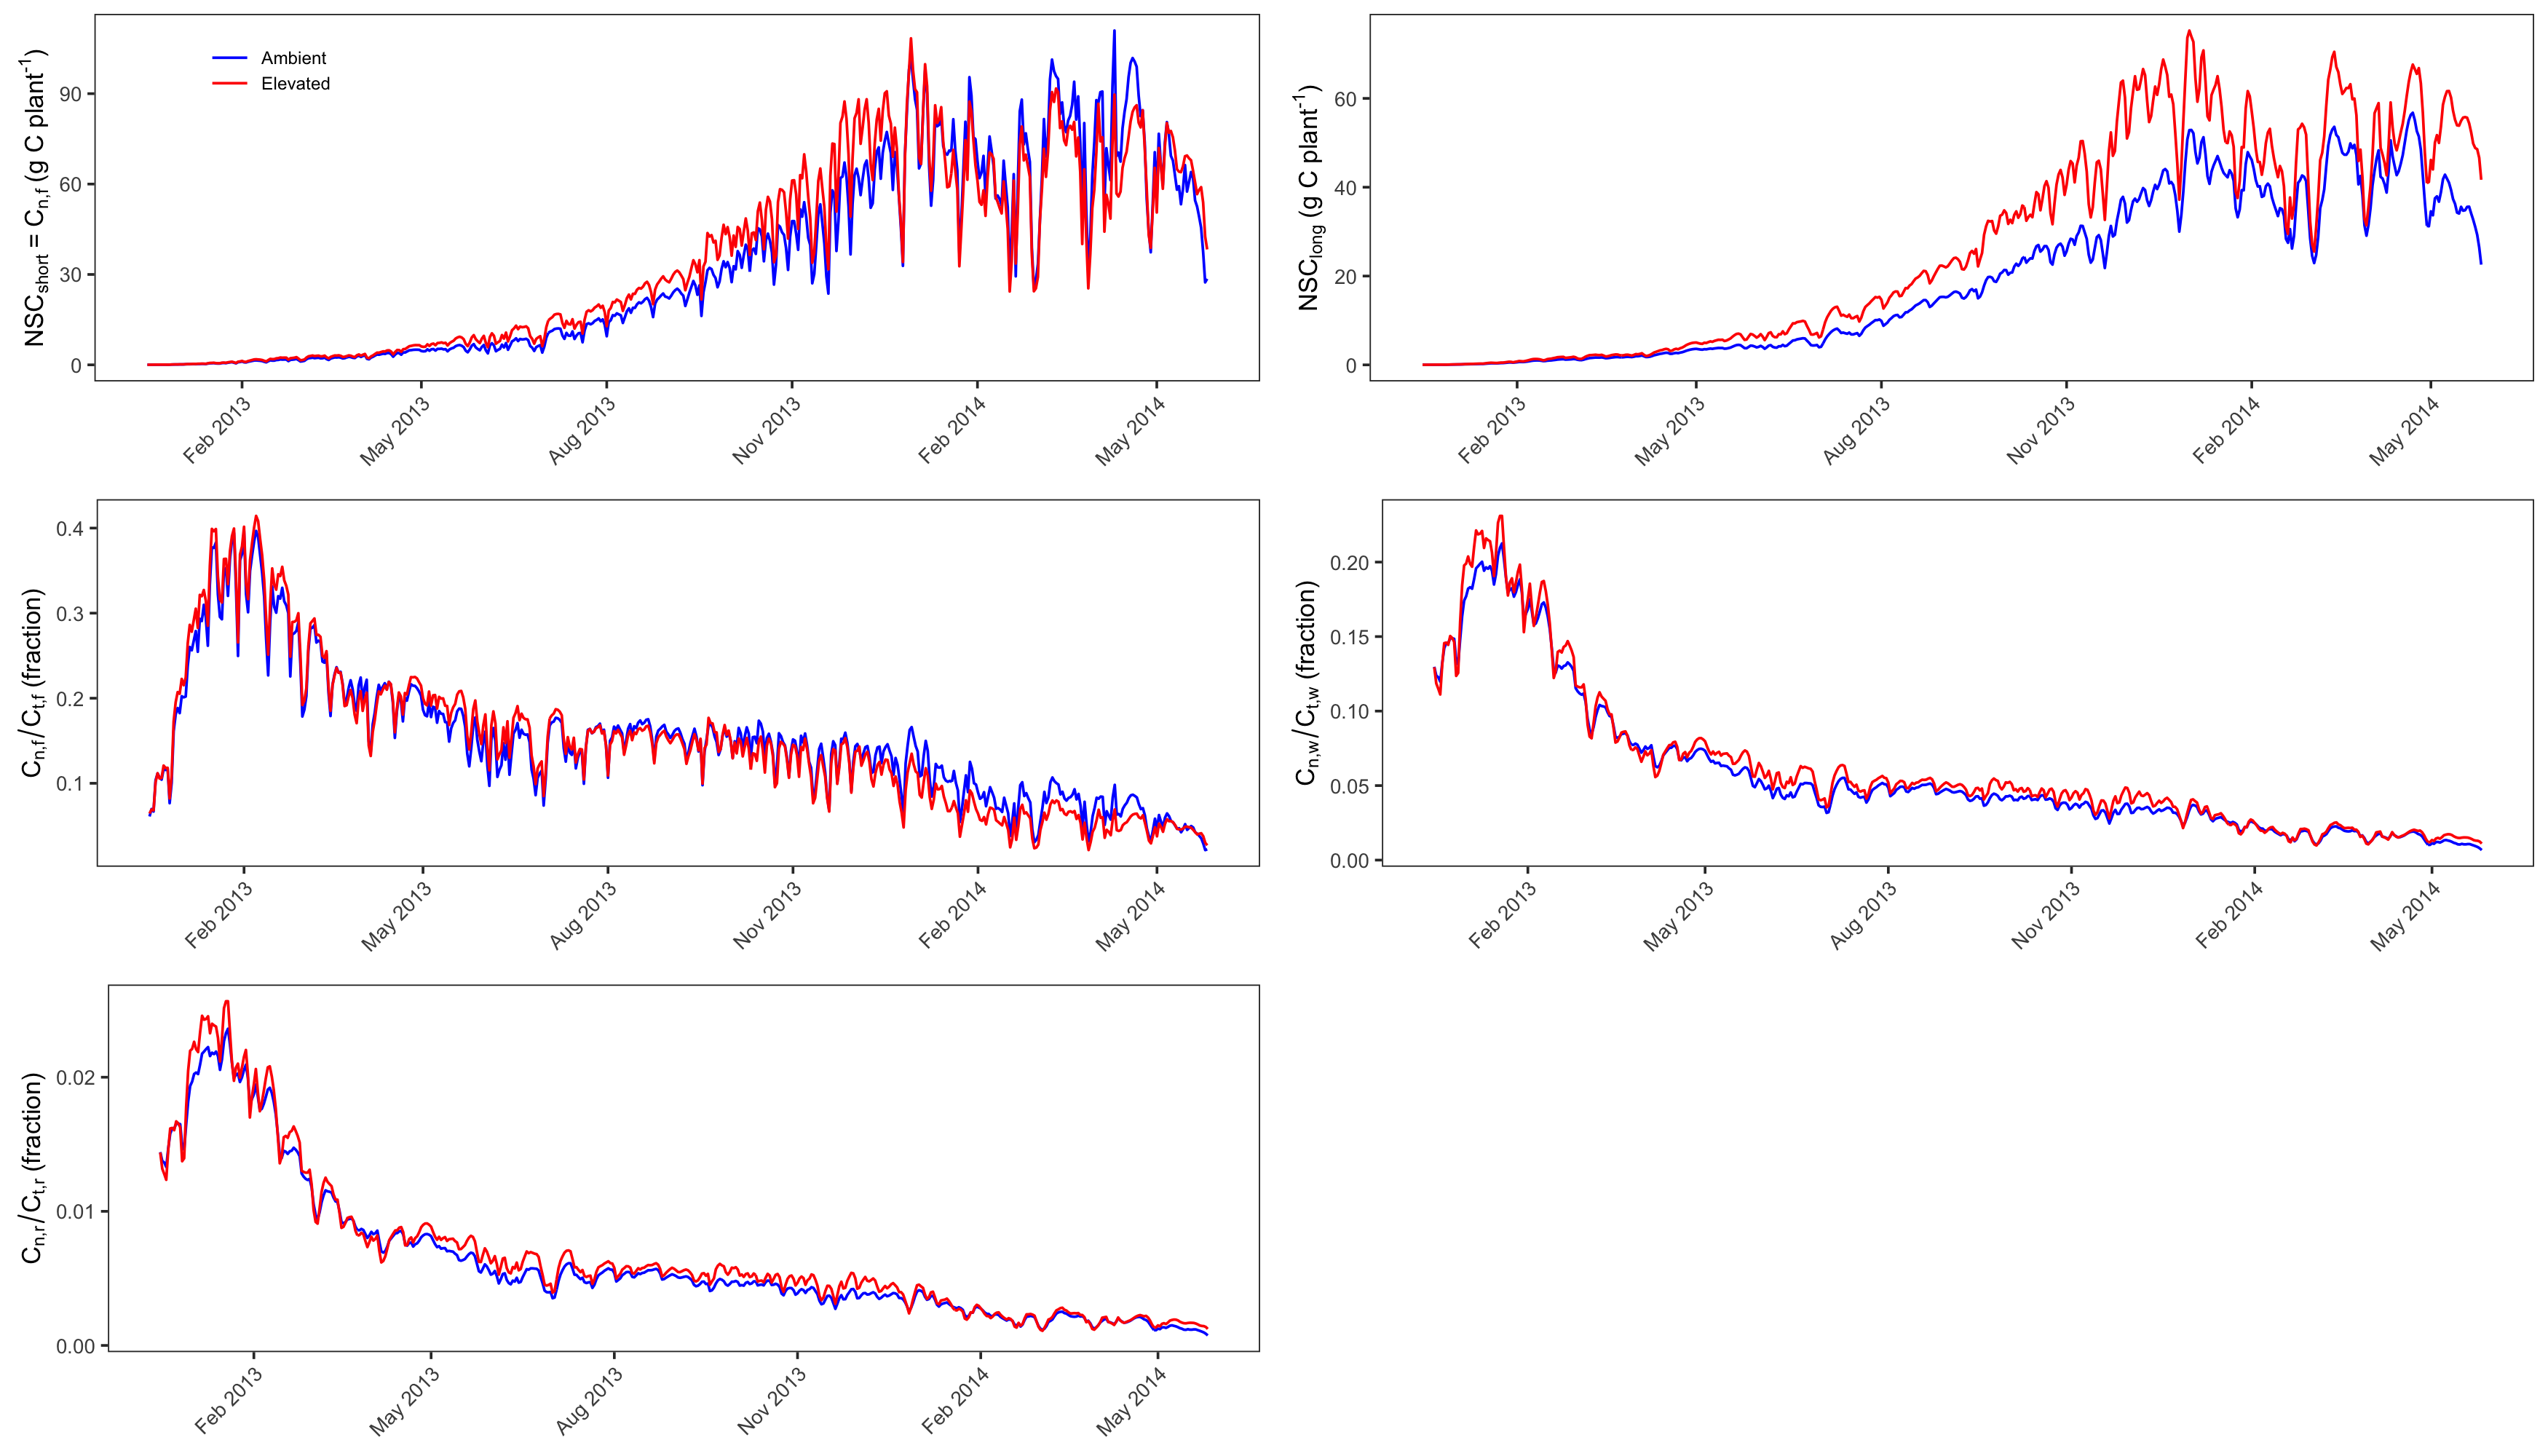 NSCshort = Cn,f (g C plant-1)
90
60
30
0
Ambient
Elevated
Feb 2013
May 2013
Aug 2013
Nov 2013
Feb 2014
May 2014
NSClong (g C plant-1)
60
40
20
0
Feb 2013
May 2013
Aug 2013
Nov 2013
Feb 2014
May 2014
Cn,f/Ct,f (fraction)
0.4
0.3
0.2
0.1
Feb 2013
May 2013
Aug 2013
Nov 2013
Feb 2014
May 2014
Cn,w/Ct,w (fraction)
0.20
0.15
0.10
0.05
0.00
Feb 2013
May 2013
Aug 2013
Nov 2013
Feb 2014
May 2014
Cn,r/Ct,r (fraction)
0.02
0.01
0.00
Feb 2013
May 2013
Aug 2013
Nov 2013
Feb 2014
May 2014